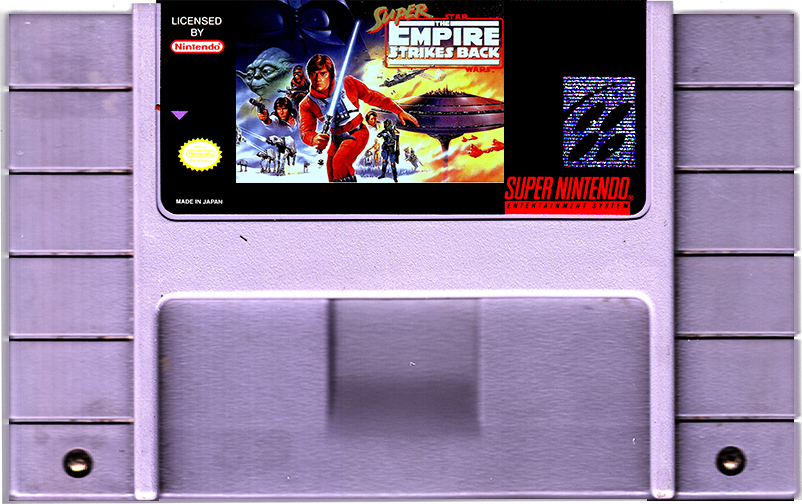 LICENSED
BY
Nintendo
SUPER
STAR
THE
EMPIRE
STRIKES BACK
WARS
MADE IN JAPAN
SUPER NINTENDO
ENTERTAINMENT SYSTEM